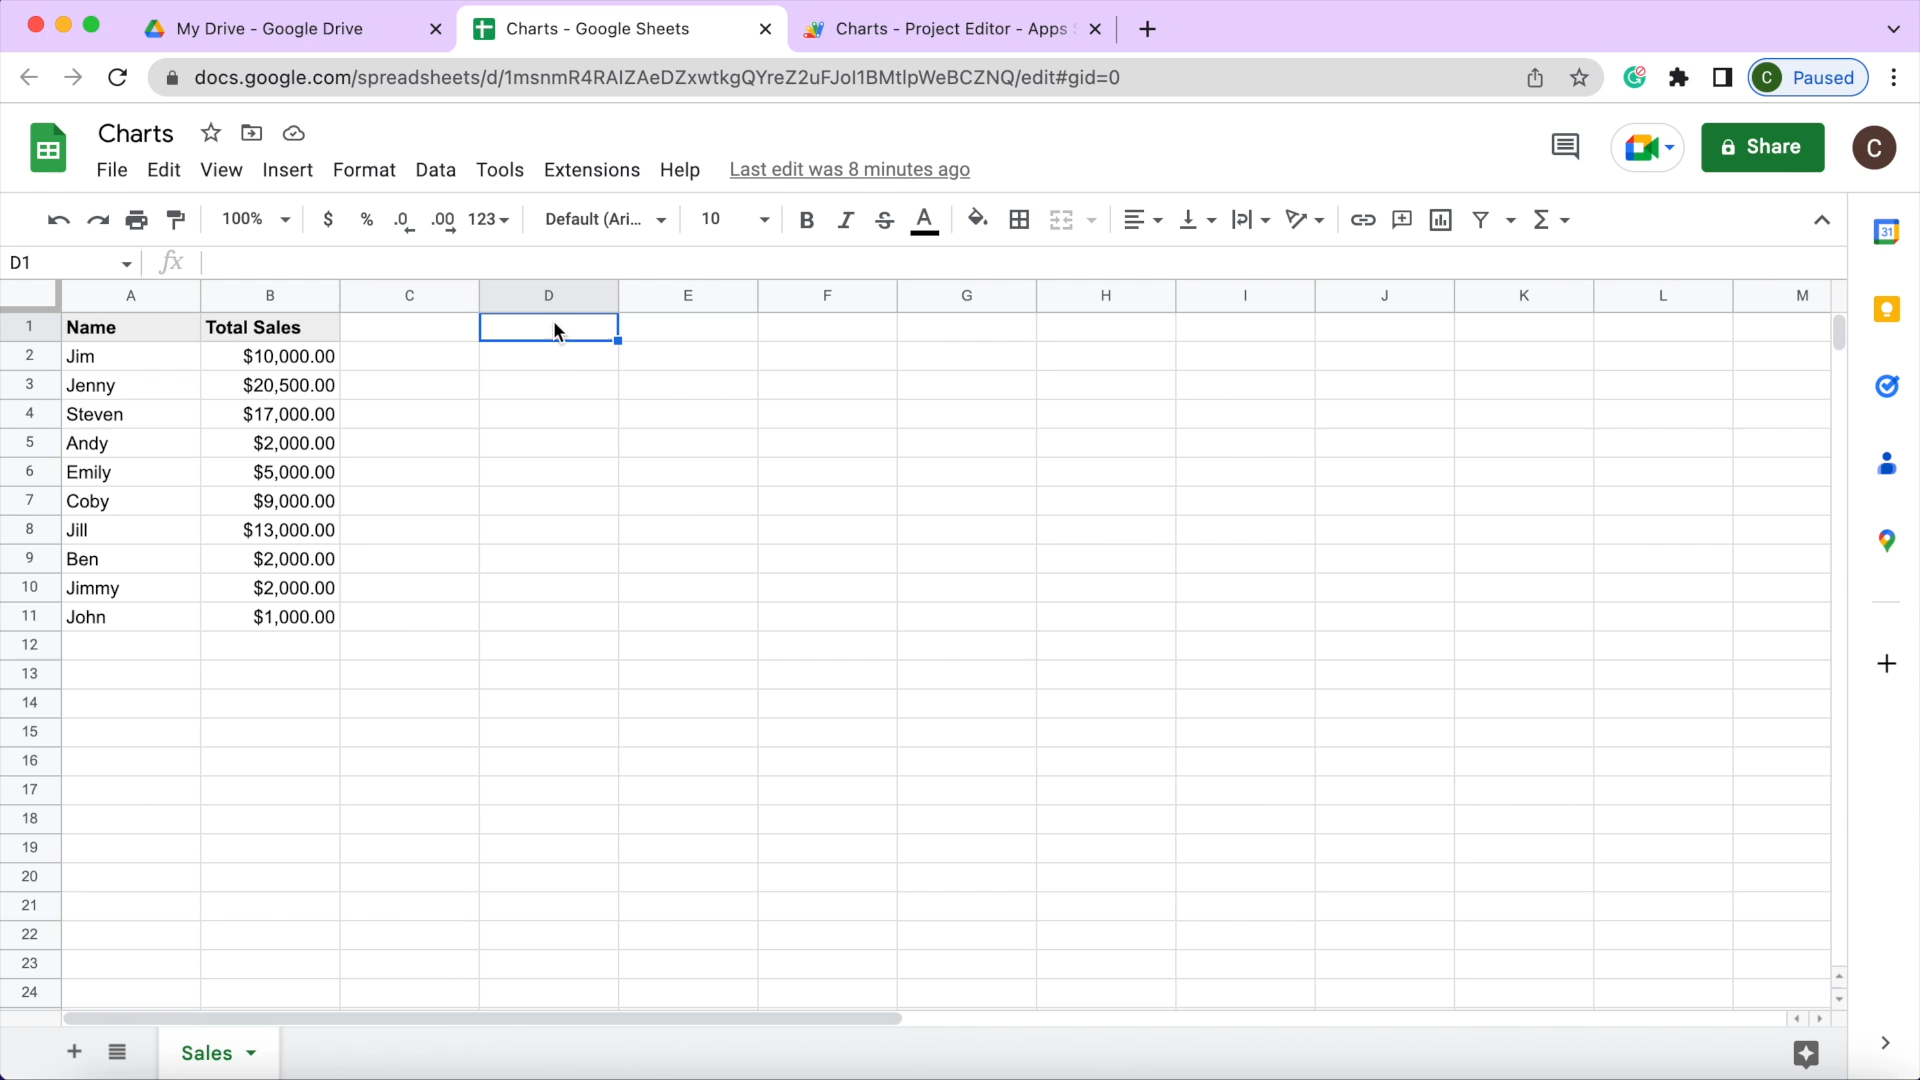 My Drive - Google Drive
Charts - Google Sheets
Charts - Project Editor - Apps
docs.google.com/spreadsheets/d/1msnmR4RAIZAeDZxwtkgQYreZ2uFJoI1BMtlpWeBCZNQ/edit#gid=0
C Paused
Charts
File Edit View Insert Format Data Tools Extensions Help Last edit was 8 minutes ago
Share
C
100% $ % .0 .00 123 Default (Ari... 10 B I S A Σ
31
D1 fx
A B C D E F G H I J K L M
1 Name Total Sales
2 Jim $10,000.00
3 Jenny $20,500.00
4 Steven $17,000.00
5 Andy $2,000.00
6 Emily $5,000.00
7 Coby $9,000.00
8 Jill $13,000.00
9 Ben $2,000.00
10 Jimmy $2,000.00
11 John $1,000.00
12
13
14
15
16
17
18
19
20
21
22
23
24
Sales